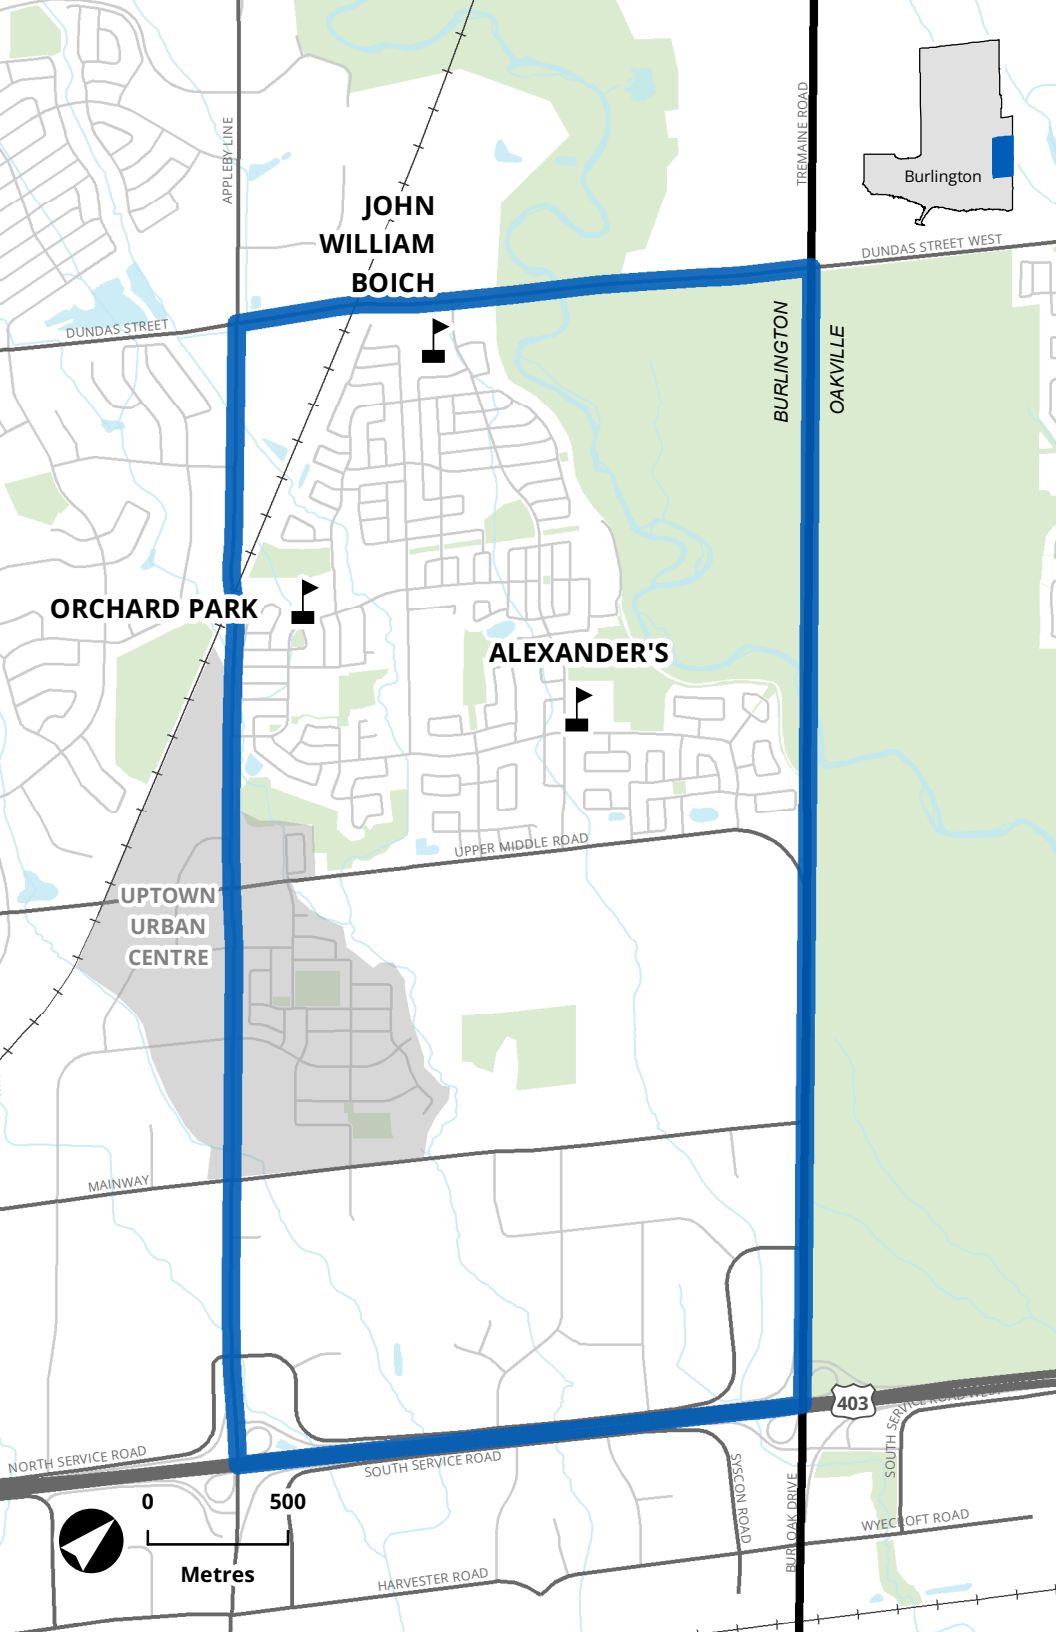 APPLEBY LINE
TREMAINE ROAD
Burlington
JOHN
WILLIAM
BOICH
DUNDAS STREET WEST
DUNDAS STREET
BURLINGTON
OAKVILLE
ORCHARD PARK
ALEXANDER'S
UPPER MIDDLE ROAD
UPTOWN
URBAN
CENTRE
MAINWAY
403
SOUTH SERVICE ROAD WEST
NORTH SERVICE ROAD
SOUTH SERVICE ROAD
SYSCON ROAD
BURLOAK DRIVE
WYECROFT ROAD
HARVESTER ROAD
0 500
Metres